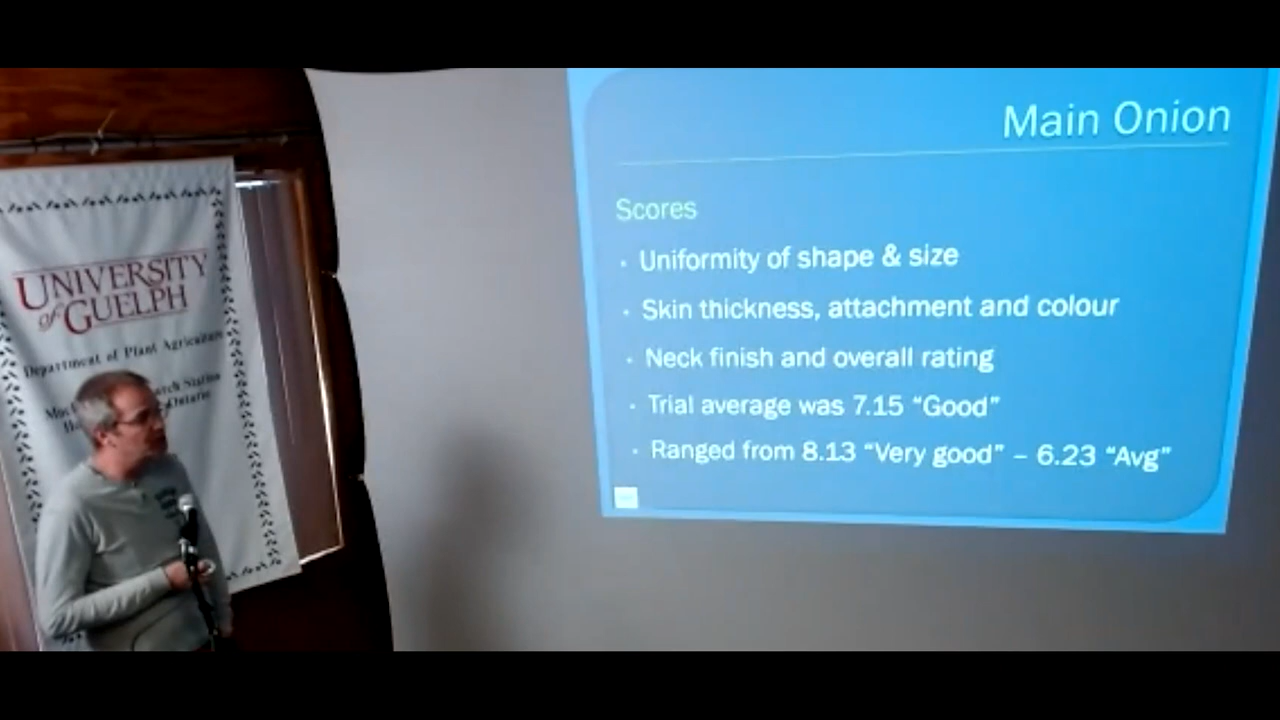 UNIVERSITY
of GUELPH
Department of Plant Agriculture
Main Onion
Scores
• Uniformity of shape & size
• Skin thickness, attachment and colour
• Neck finish and overall rating
• Trial average was 7.15 “Good”
• Ranged from 8.13 “Very good” – 6.23 “Avg”